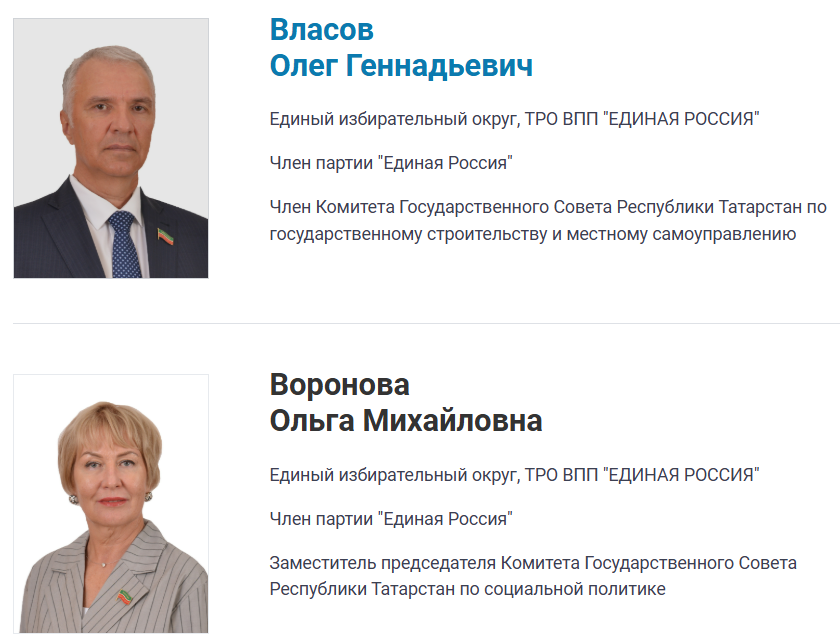 Власов
Олег Геннадьевич
Единый избирательный округ, ТРО ВПП "ЕДИНАЯ РОССИЯ"
Член партии "Единая Россия"
Член Комитета Государственного Совета Республики Татарстан по
государственному строительству и местному самоуправлению
Воронова
Ольга Михайловна
Единый избирательный округ, ТРО ВПП "ЕДИНАЯ РОССИЯ"
Член партии "Единая Россия"
Заместитель председателя Комитета Государственного Совета
Республики Татарстан по социальной политике